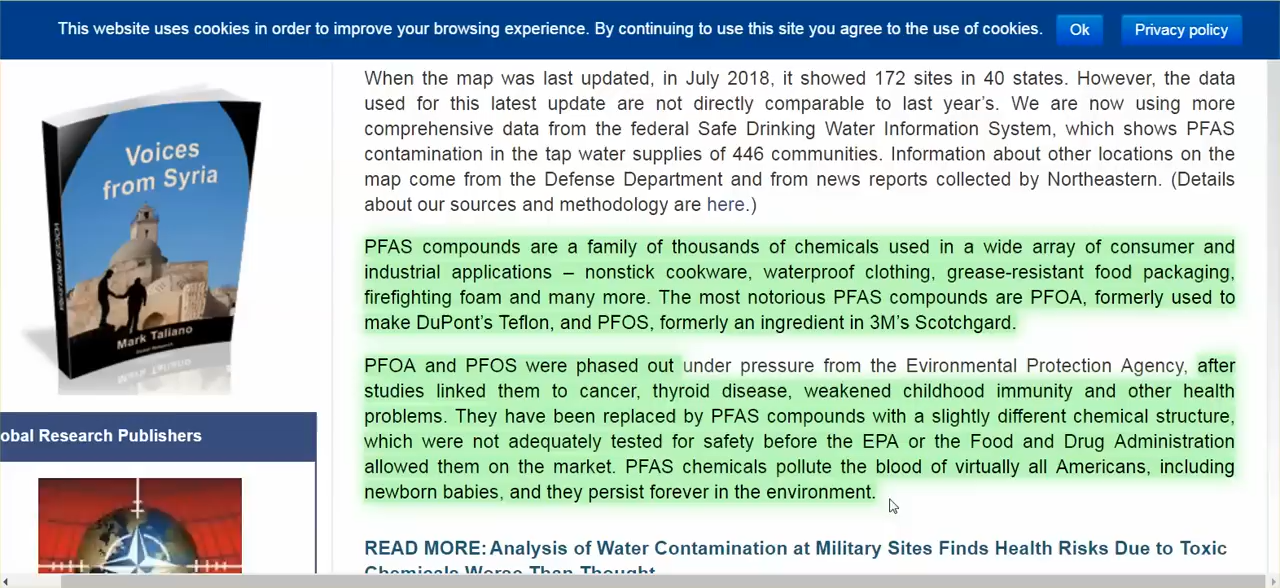 This website uses cookies in order to improve your browsing experience. By continuing to use this site you agree to the use of cookies.
Ok
Privacy policy
When the map was last updated, in July 2018, it showed 172 sites in 40 states. However, the data
used for this latest update are not directly comparable to last year’s. We are now using more
comprehensive data from the federal Safe Drinking Water Information System, which shows PFAS
contamination in the tap water supplies of 446 communities. Information about other locations on the
map come from the Defense Department and from news reports collected by Northeastern. (Details
about our sources and methodology are here.)
PFAS compounds are a family of thousands of chemicals used in a wide array of consumer and
industrial applications – nonstick cookware, waterproof clothing, grease-resistant food packaging,
firefighting foam and many more. The most notorious PFAS compounds are PFOA, formerly used to
make DuPont’s Teflon, and PFOS, formerly an ingredient in 3M’s Scotchgard.
PFOA and PFOS were phased out under pressure from the Evironmental Protection Agency, after
studies linked them to cancer, thyroid disease, weakened childhood immunity and other health
problems. They have been replaced by PFAS compounds with a slightly different chemical structure,
which were not adequately tested for safety before the EPA or the Food and Drug Administration
allowed them on the market. PFAS chemicals pollute the blood of virtually all Americans, including
newborn babies, and they persist forever in the environment.
READ MORE: Analysis of Water Contamination at Military Sites Finds Health Risks Due to Toxic
Chemicals Worse Than Thought
Voices
from Syria
Mark Taliano
obal Research Publishers